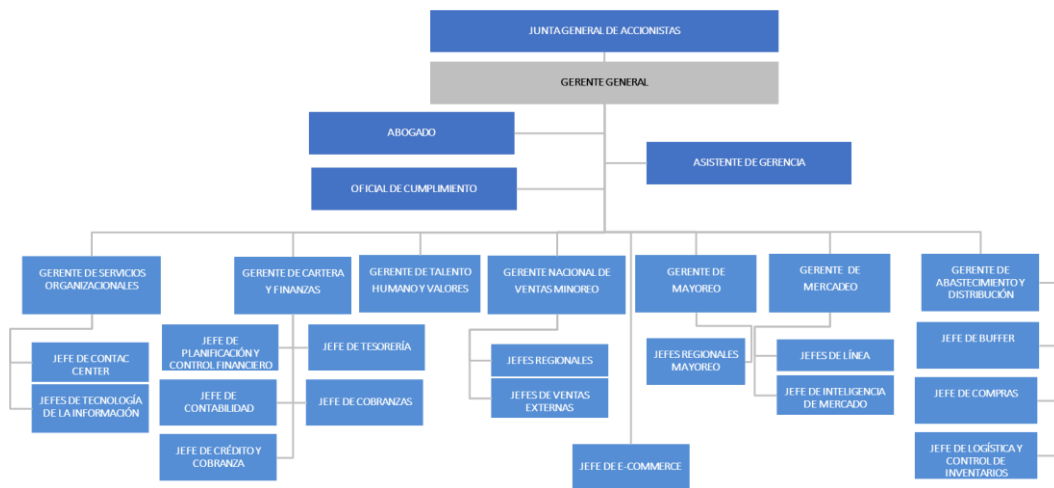 JUNTA GENERAL DE ACCIONISTAS
GERENTE GENERAL
ABOGADO
ASISTENTE DE GERENCIA
OFICIAL DE CUMPLIMIENTO
GERENTE DE SERVICIOS
ORGANIZACIONALES
GERENTE DE CARTERA
Y FINANZAS
GERENTE DE TALENTO
HUMANO Y VALORES
GERENTE NACIONAL DE
VENTAS MINOREO
GERENTE DE
MAYOREO
GERENTE DE
MERCADEO
GERENTE DE
ABASTECIMIENTO Y
DISTRIBUCIÓN
JEFE DE CONTAC
CENTER
JEFES DE TECNOLOGÍA
DE LA INFORMACIÓN
JEFE DE
PLANIFICACIÓN Y
CONTROL FINANCIERO
JEFE DE TESORERÍA
JEFE DE
CONTABILIDAD
JEFE DE COBRANZAS
JEFE DE CRÉDITO Y
COBRANZA
JEFES REGIONALES
JEFES DE VENTAS
EXTERNAS
JEFE DE E-COMMERCE
JEFES REGIONALES
MAYOREO
JEFES DE LÍNEA
JEFE DE INTELIGENCIA
DE MERCADO
JEFE DE BUFFER
JEFE DE COMPRAS
JEFE DE LOGÍSTICA Y
CONTROL DE
INVENTARIOS